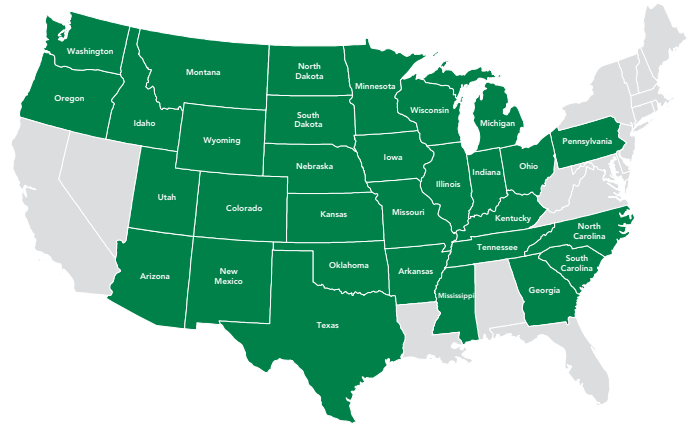 Washington
Montana
North
Dakota
Minnesota
Oregon
Idaho
Wyoming
South
Dakota
Wisconsin
Michigan
Pennsylvania
Nebraska
Iowa
Illinois
Indiana
Ohio
Utah
Colorado
Kansas
Missouri
Kentucky
North
Carolina
Tennessee
South
Carolina
Arizona
New
Mexico
Oklahoma
Arkansas
Mississippi
Georgia
Texas